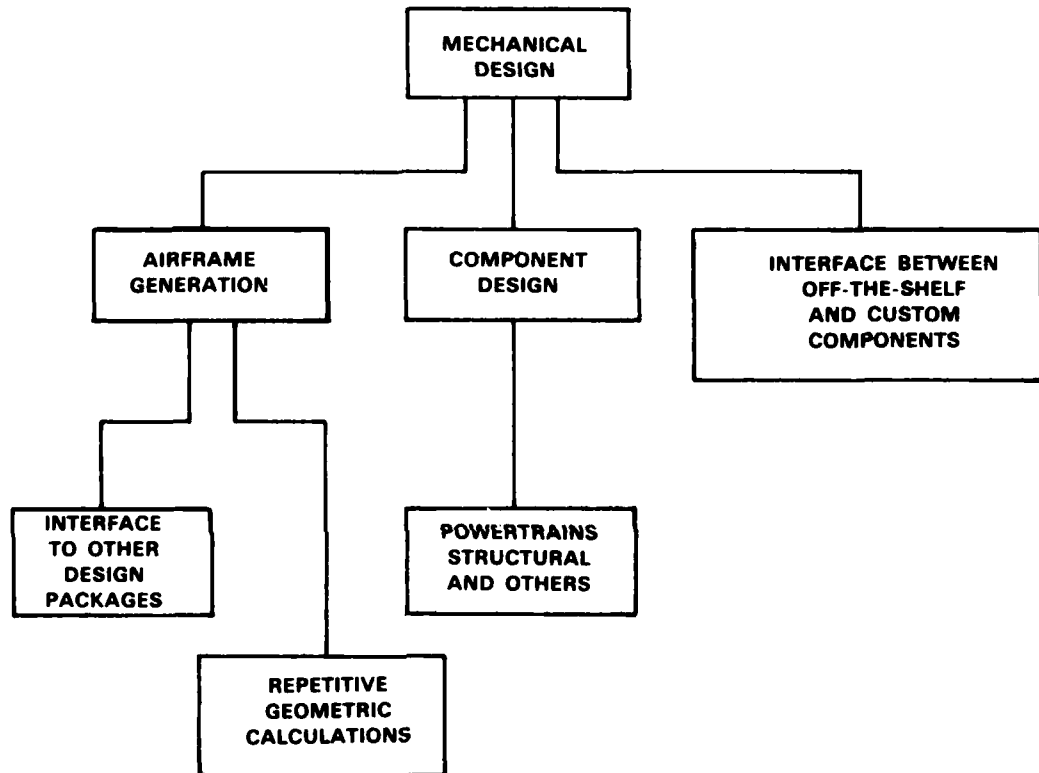 MECHANICAL
DESIGN
AIRFRAME
GENERATION
COMPONENT
DESIGN
INTERFACE BETWEEN
OFF-THE-SHELF
AND CUSTOM
COMPONENTS
INTERFACE
TO OTHER
DESIGN
PACKAGES
POWERTRAINS
STRUCTURAL
AND OTHERS
REPETITIVE
GEOMETRIC
CALCULATIONS